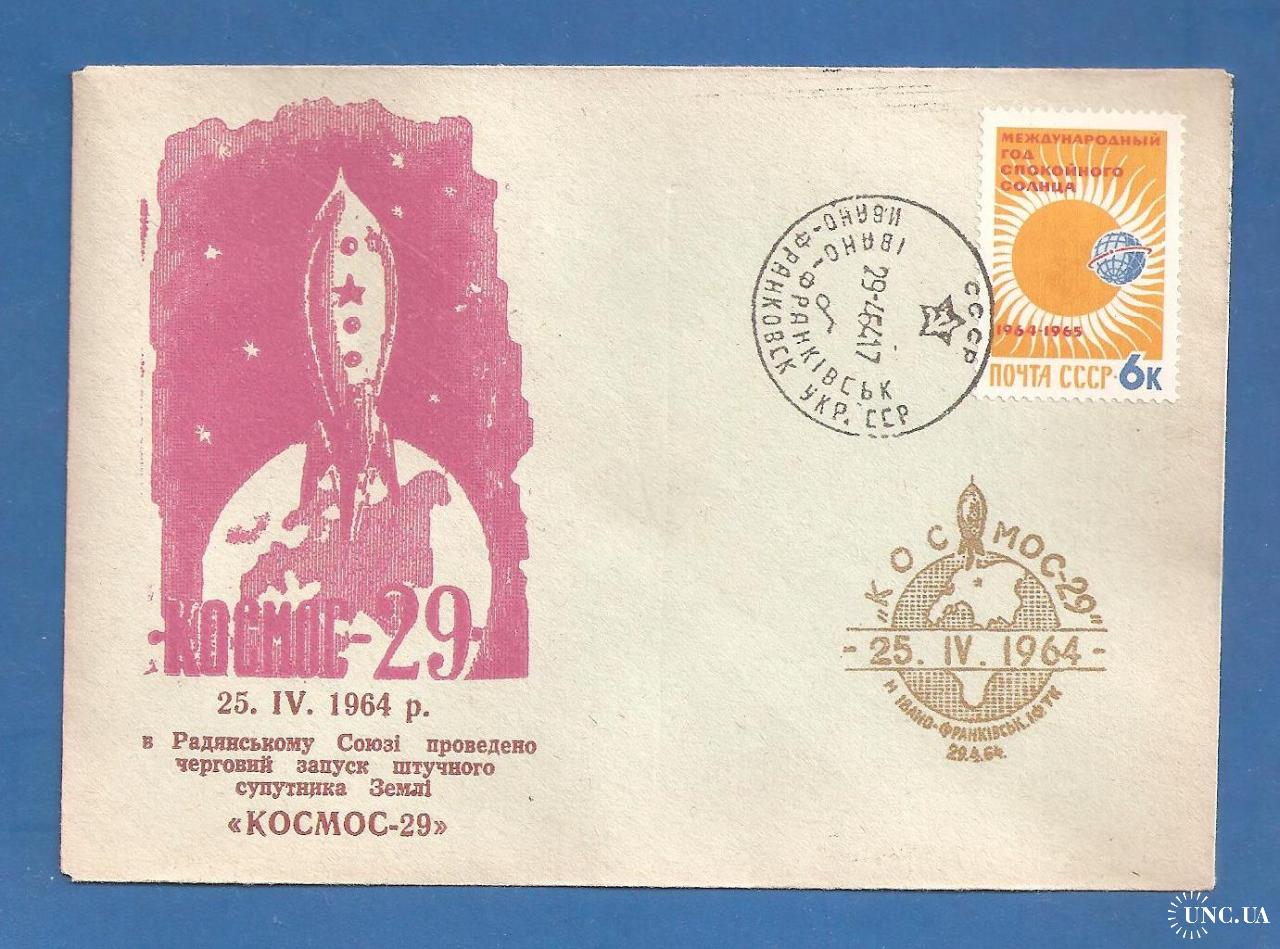 КОСМОС-29
25. IV. 1964 р.
в Радянському Союзі проведено
черговий запуск штучного
супутника Землі
«КОСМОС-29»
МЕЖДУНАРОДНЫЙ
ГОД
СПОКОЙНОГО
СОЛНЦА
1964-1965
ПОЧТА СССР·6К
СССР
ІВАНО-ФРАНКІВСЬК
ИВАНО-ФРАНКОВСК УКР. ССР
29-4-6417
"КОСМОС-29"
- 25. IV. 1964 -
ІВАНО-ФРАНКІВСЬК.
29.4.64.
UNC.UA